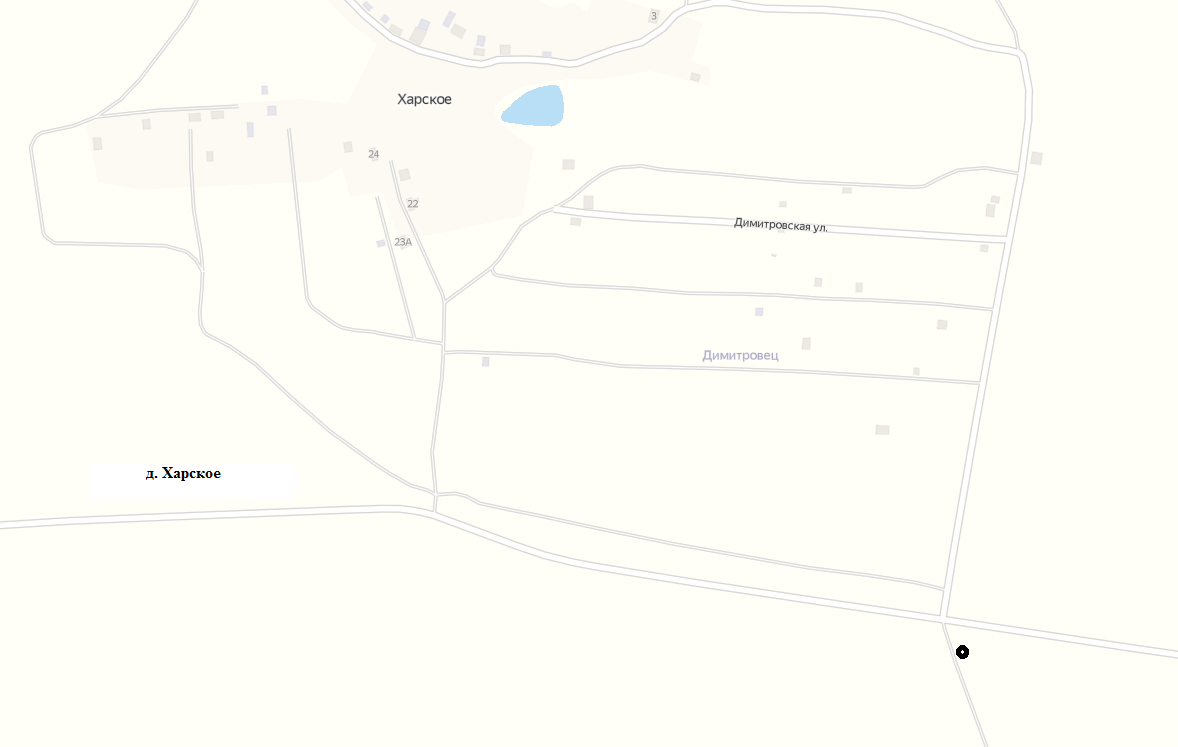 3
Харское
24
22
Димитровская ул.
23А
Димитровец
д. Харское